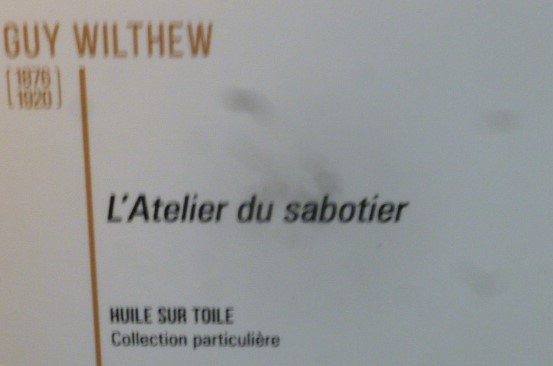 GUY WILTHEW
[1876
1920]
L'Atelier du sabotier
HUILE SUR TOILE
Collection particulière